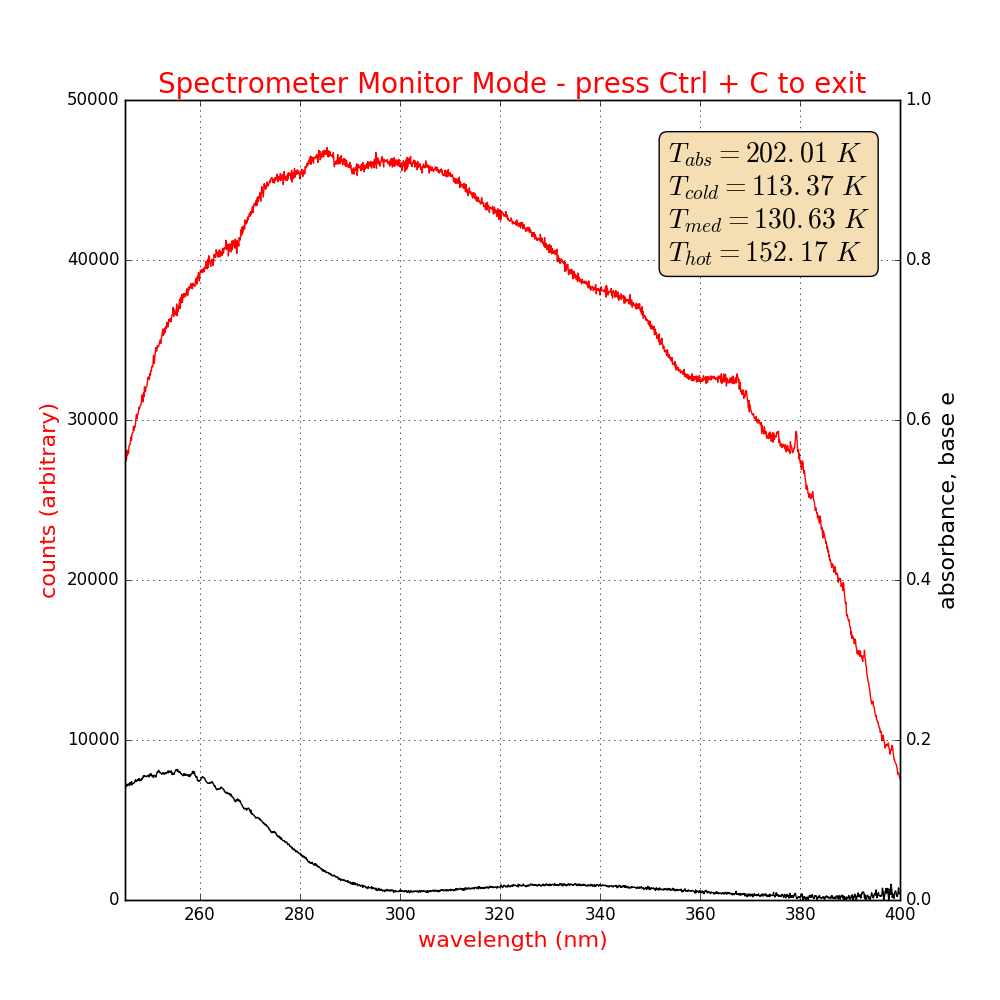 Spectrometer Monitor Mode - press Ctrl + C to exit
50000
40000
30000
20000
10000
0
counts (arbitrary)
T_abs = 202.01 K
T_cold = 113.37 K
T_med = 130.63 K
T_hot = 152.17 K
1.0
0.8
0.6
0.4
0.2
0.0
absorbance, base e
260 280 300 320 340 360 380 400
wavelength (nm)